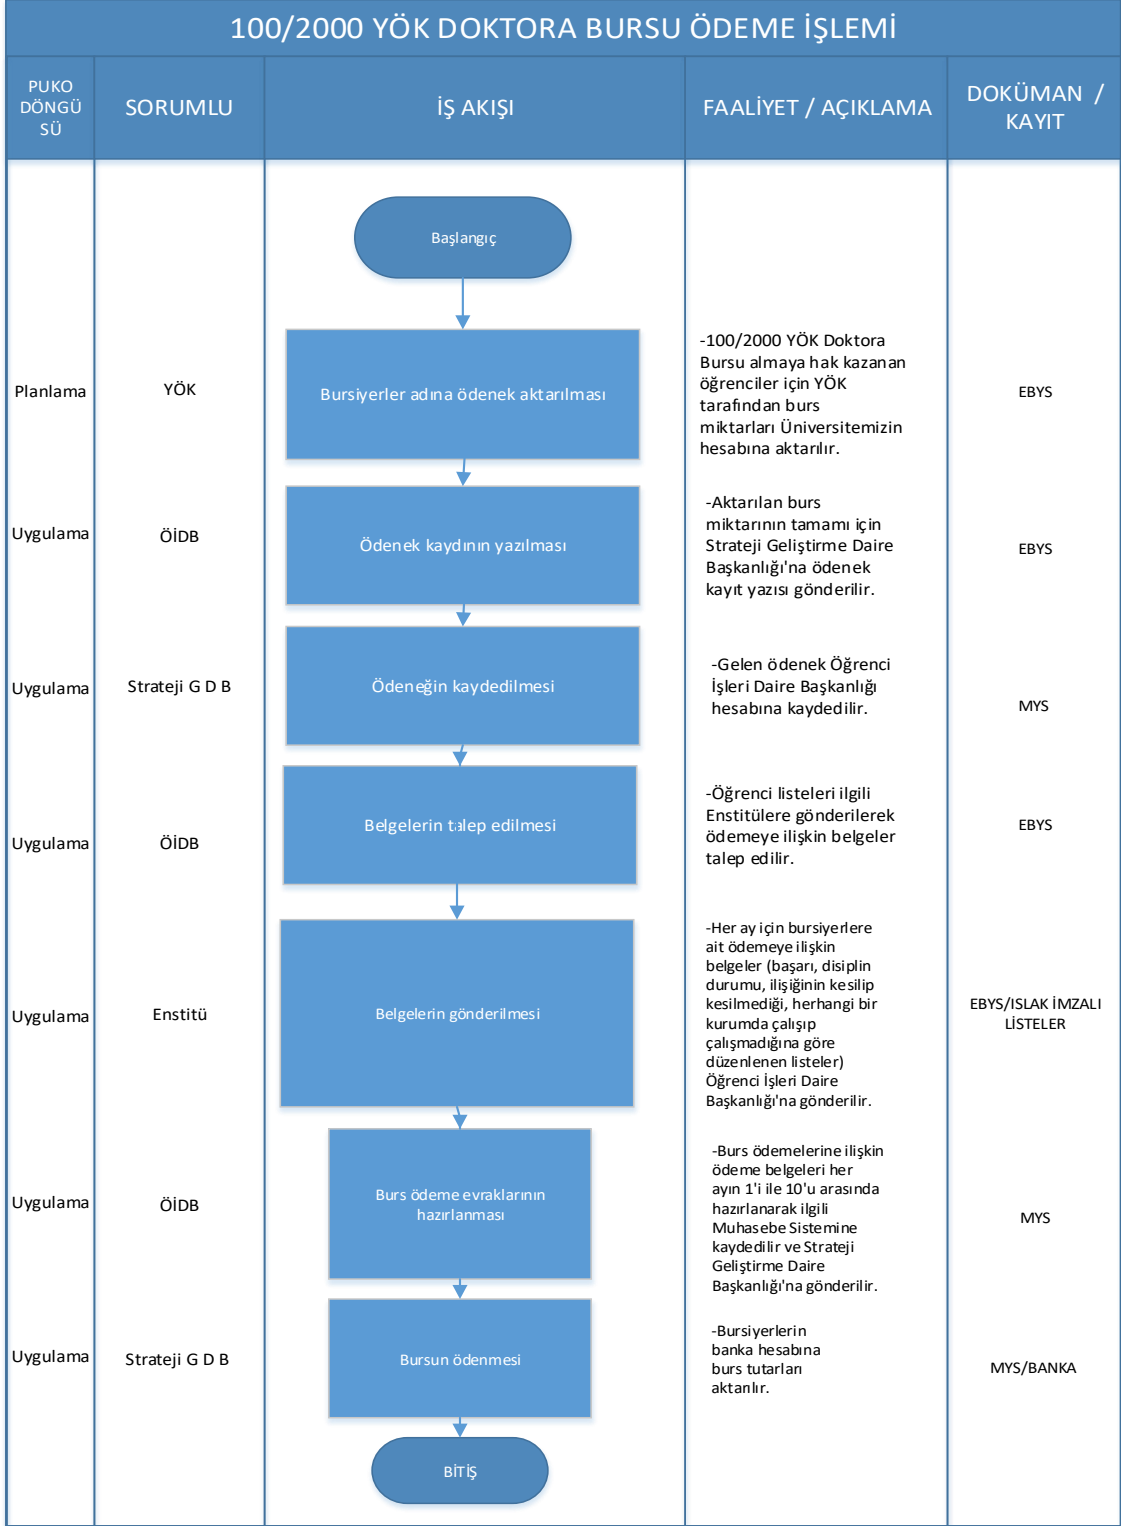 100/2000 YÖK DOKTORA BURSU ÖDEME İŞLEMİ
PUKO
DÖNGÜ
SÜ
SORUMLU
İŞ AKIŞI
FAALİYET / AÇIKLAMA
DOKÜMAN /
KAYIT
Başlangıç
Planlama
YÖK
Bursiyerler adına ödenek aktarılması
-100/2000 YÖK Doktora
Bursu almaya hak kazanan
öğrenciler için YÖK
tarafından burs
miktarları Üniversitemizin
hesabına aktarılır.
EBYS
Uygulama
ÖİDB
Ödenek kaydının yazılması
-Aktarılan burs
miktarının tamamı için
Strateji Geliştirme Daire
Başkanlığı'na ödenek
kayıt yazısı gönderilir.
EBYS
Uygulama
Strateji G D B
Ödeneğin kaydedilmesi
-Gelen ödenek Öğrenci
İşleri Daire Başkanlığı
hesabına kaydedilir.
MYS
Uygulama
ÖİDB
Belgelerin talep edilmesi
-Öğrenci listeleri ilgili
Enstitülere gönderilerek
ödemeye ilişkin belgeler
talep edilir.
EBYS
Uygulama
Enstitü
Belgelerin gönderilmesi
-Her ay için bursiyerlere
ait ödemeye ilişkin
belgeler (başarı, disiplin
durumu, ilişiğinin kesilip
kesilmediği, herhangi bir
kurumda çalışıp
çalışmadığına göre
düzenlenen listeler)
Öğrenci İşleri Daire
Başkanlığı'na gönderilir.
EBYS/ISLAK İMZALI
LİSTELER
Uygulama
ÖİDB
Burs ödeme evraklarının
hazırlanması
-Burs ödemelerine ilişkin
ödeme belgeleri her
ayın 1'i ile 10'u arasında
hazırlanarak ilgili
Muhasebe Sistemine
kaydedilir ve Strateji
Geliştirme Daire
Başkanlığı'na gönderilir.
MYS
Uygulama
Strateji G D B
Bursun ödenmesi
-Bursiyerlerin
banka hesabına
burs tutarları
aktarılır.
MYS/BANKA
BİTİŞ